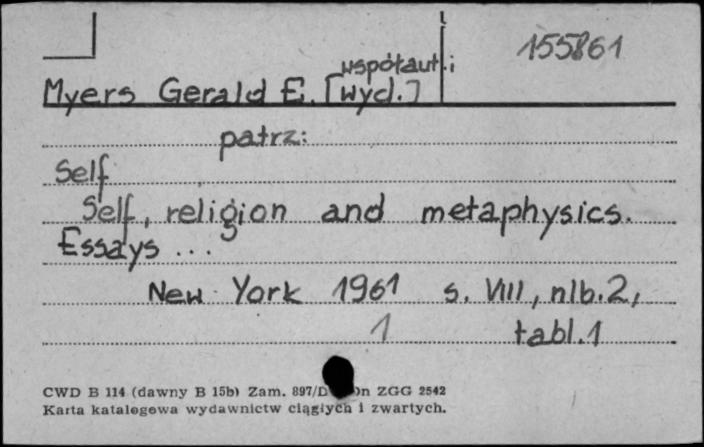 155861
współaut. i
Myers Gerald E. [wyd.]
patrz:
Self
Self, religion and metaphysics.
Essays ...
New York 1961 s. VIII, nlb. 2,
1 tabl. 1
CWD B 114 (dawny B 15b) Zam. 897/D on ZGG 2542
Karta katalogowa wydawnictw ciągłych i zwartych.